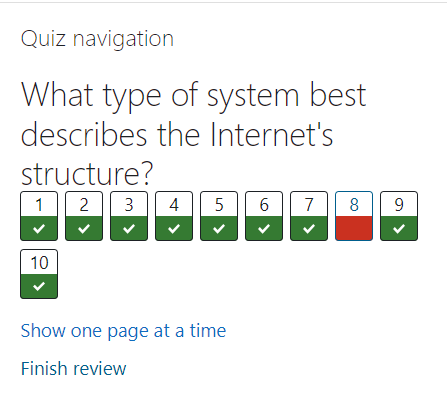 Quiz navigation
What type of system best
describes the Internet's
structure?
1 2 3 4 5 6 7 8 9
10
Show one page at a time
Finish review